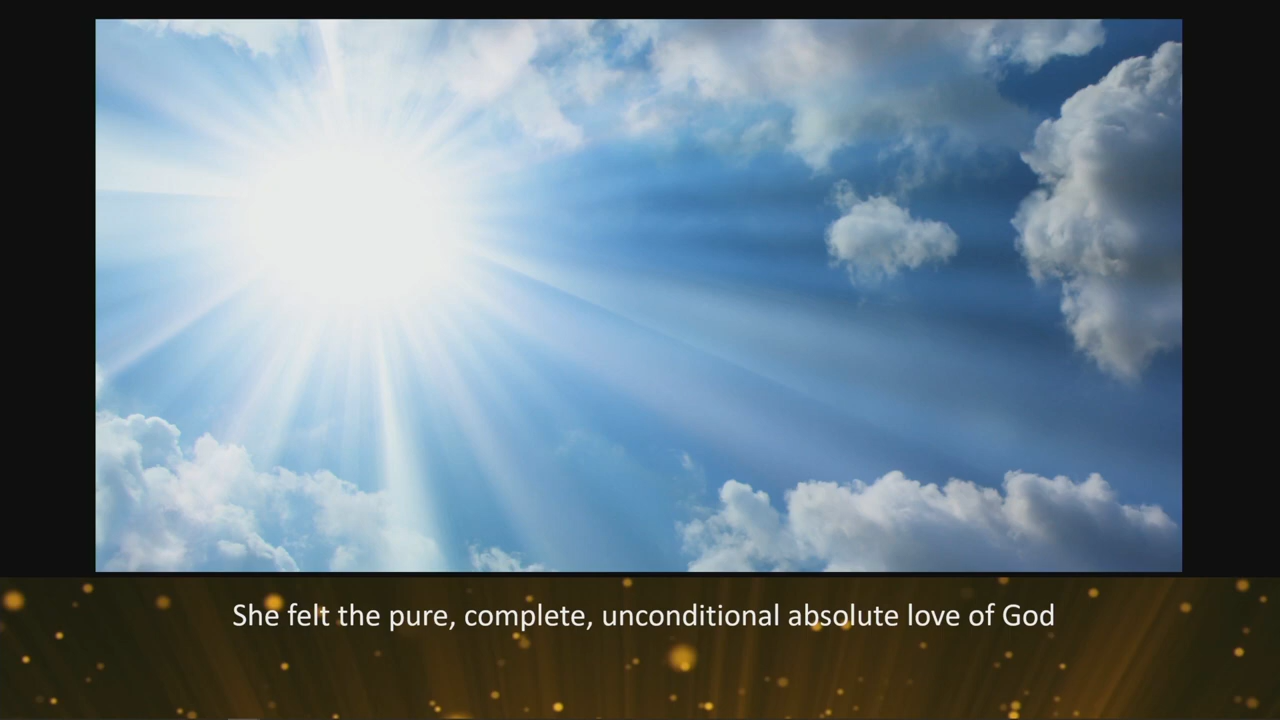 She felt the pure, complete, unconditional absolute love of God